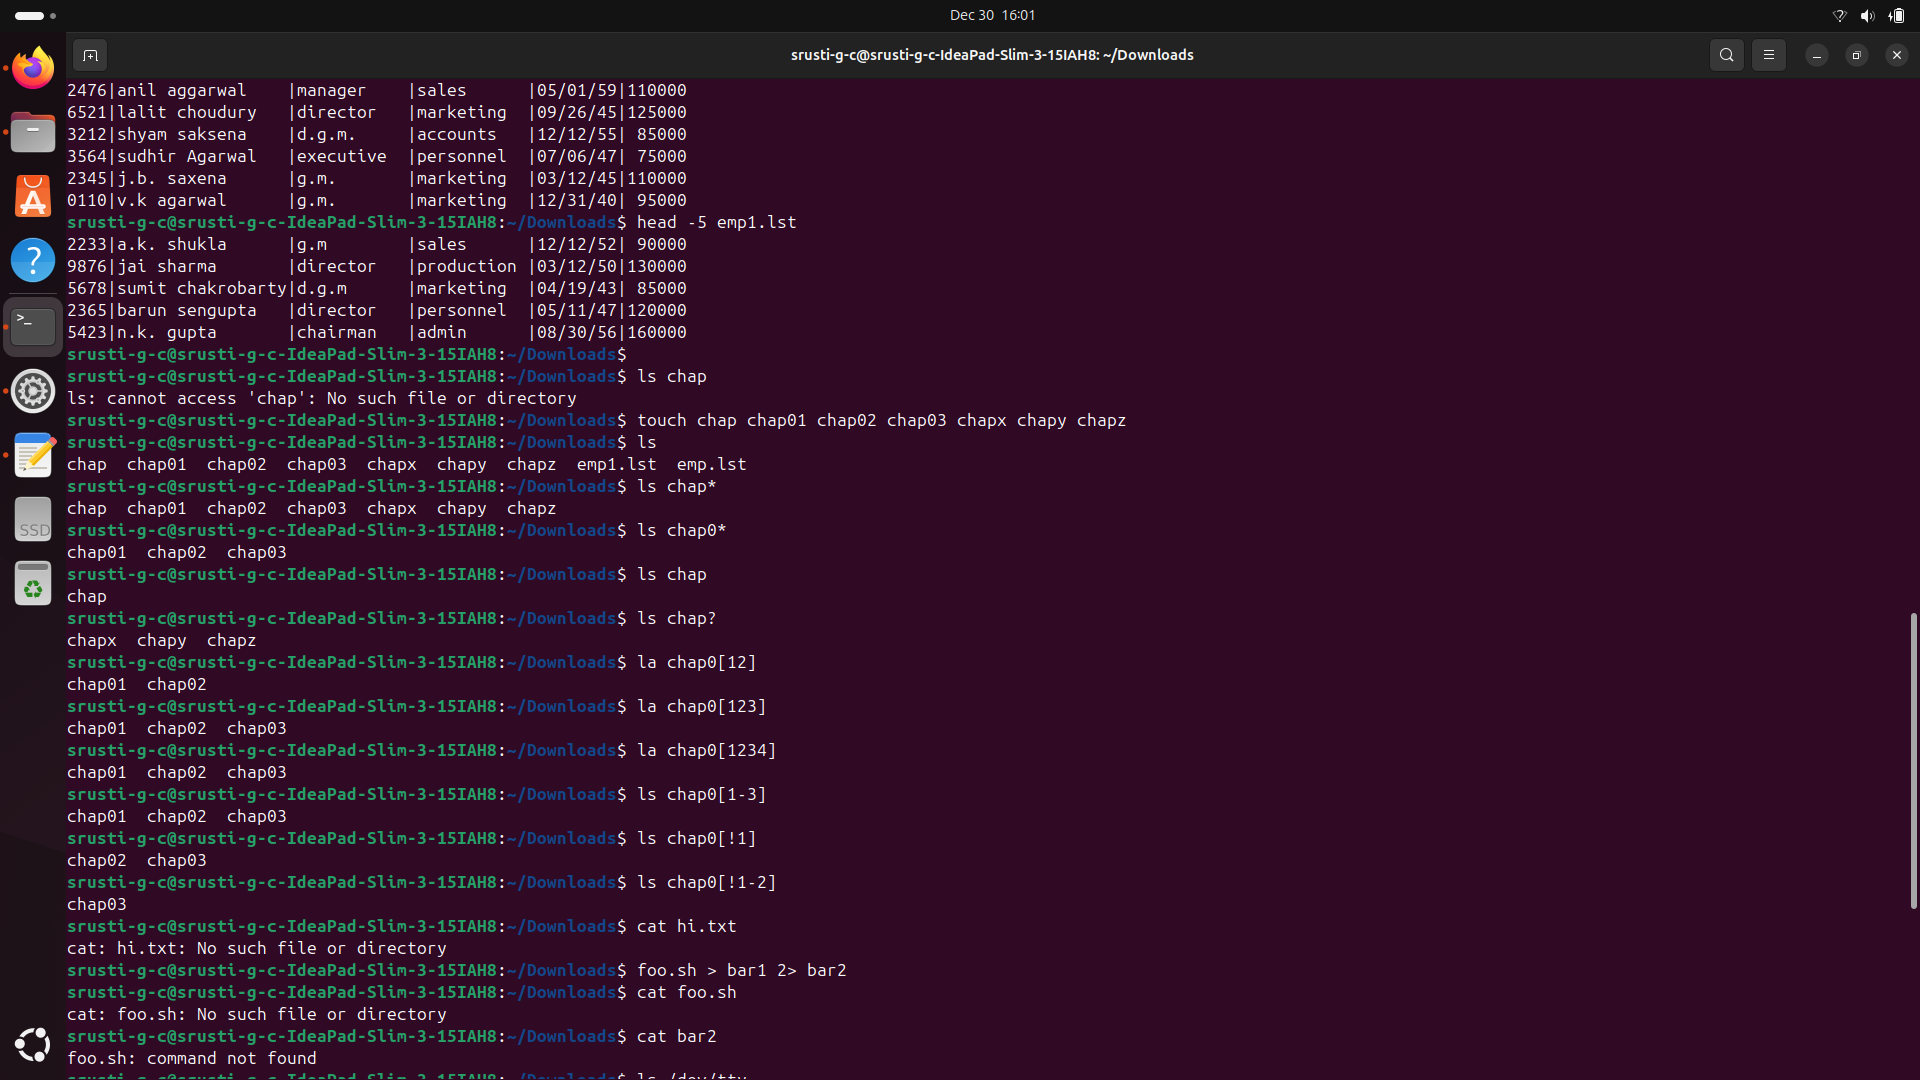 Dec 30 16:01
srusti-g-c@srusti-g-c-IdeaPad-Slim-3-15IAH8: ~/Downloads
2476|anil aggarwal    |manager    |sales      |05/01/59|110000
6521|lalit choudury   |director   |marketing  |09/26/45|125000
3212|shyam saksena    |d.g.m.     |accounts   |12/12/55| 85000
3564|sudhir Agarwal   |executive  |personnel  |07/06/47| 75000
2345|j.b. saxena      |g.m.       |marketing  |03/12/45|110000
0110|v.k agarwal      |g.m.       |marketing  |12/31/40| 95000
srusti-g-c@srusti-g-c-IdeaPad-Slim-3-15IAH8:~/Downloads$ head -5 emp1.lst
2233|a.k. shukla      |g.m        |sales      |12/12/52| 90000
9876|jai sharma       |director   |production |03/12/50|130000
5678|sumit chakrobarty|d.g.m      |marketing  |04/19/43| 85000
2365|barun sengupta   |director   |personnel  |05/11/47|120000
5423|n.k. gupta       |chairman   |admin      |08/30/56|160000
srusti-g-c@srusti-g-c-IdeaPad-Slim-3-15IAH8:~/Downloads$
srusti-g-c@srusti-g-c-IdeaPad-Slim-3-15IAH8:~/Downloads$ ls chap
ls: cannot access 'chap': No such file or directory
srusti-g-c@srusti-g-c-IdeaPad-Slim-3-15IAH8:~/Downloads$ touch chap chap01 chap02 chap03 chapx chapy chapz
srusti-g-c@srusti-g-c-IdeaPad-Slim-3-15IAH8:~/Downloads$ ls
chap  chap01  chap02  chap03  chapx  chapy  chapz  emp1.lst  emp.lst
srusti-g-c@srusti-g-c-IdeaPad-Slim-3-15IAH8:~/Downloads$ ls chap*
chap  chap01  chap02  chap03  chapx  chapy  chapz
srusti-g-c@srusti-g-c-IdeaPad-Slim-3-15IAH8:~/Downloads$ ls chap0*
chap01  chap02  chap03
srusti-g-c@srusti-g-c-IdeaPad-Slim-3-15IAH8:~/Downloads$ ls chap
chap
srusti-g-c@srusti-g-c-IdeaPad-Slim-3-15IAH8:~/Downloads$ ls chap?
chapx  chapy  chapz
srusti-g-c@srusti-g-c-IdeaPad-Slim-3-15IAH8:~/Downloads$ la chap0[12]
chap01  chap02
srusti-g-c@srusti-g-c-IdeaPad-Slim-3-15IAH8:~/Downloads$ la chap0[123]
chap01  chap02  chap03
srusti-g-c@srusti-g-c-IdeaPad-Slim-3-15IAH8:~/Downloads$ la chap0[1234]
chap01  chap02  chap03
srusti-g-c@srusti-g-c-IdeaPad-Slim-3-15IAH8:~/Downloads$ ls chap0[1-3]
chap01  chap02  chap03
srusti-g-c@srusti-g-c-IdeaPad-Slim-3-15IAH8:~/Downloads$ ls chap0[!1]
chap02  chap03
srusti-g-c@srusti-g-c-IdeaPad-Slim-3-15IAH8:~/Downloads$ ls chap0[!1-2]
chap03
srusti-g-c@srusti-g-c-IdeaPad-Slim-3-15IAH8:~/Downloads$ cat hi.txt
cat: hi.txt: No such file or directory
srusti-g-c@srusti-g-c-IdeaPad-Slim-3-15IAH8:~/Downloads$ foo.sh > bar1 2> bar2
srusti-g-c@srusti-g-c-IdeaPad-Slim-3-15IAH8:~/Downloads$ cat foo.sh
cat: foo.sh: No such file or directory
srusti-g-c@srusti-g-c-IdeaPad-Slim-3-15IAH8:~/Downloads$ cat bar2
foo.sh: command not found
srusti-g-c@srusti-g-c-IdeaPad-Slim-3-15IAH8:~/Downloads$ ls /dev/tty
SSD